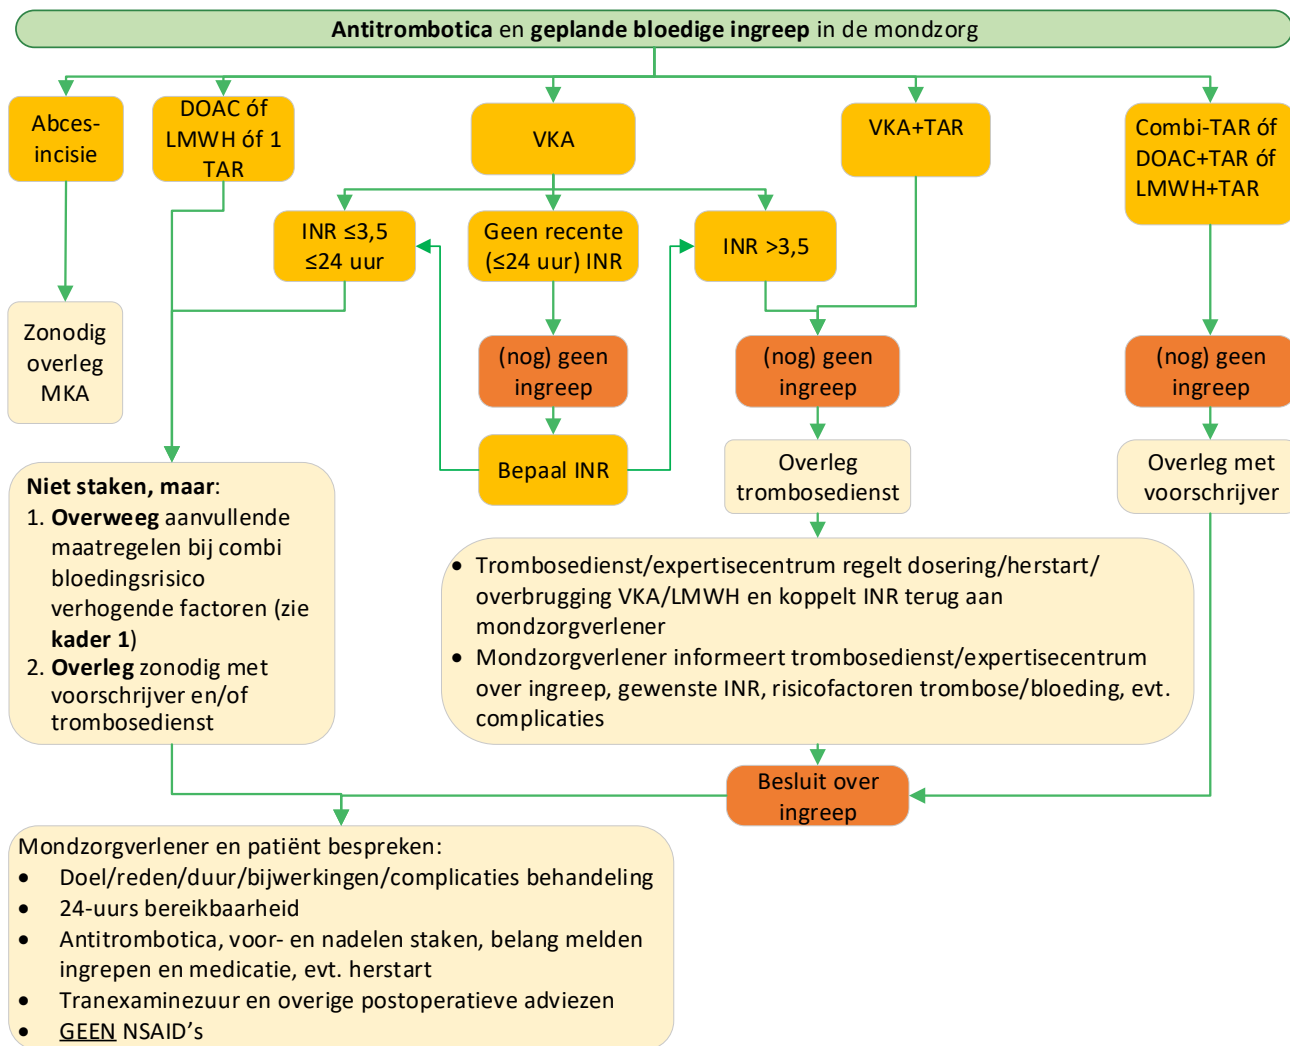 Antitrombotica en geplande bloedige ingreep in de mondzorg
Abces-
incisie
DOAC óf
LMWH óf 1
TAR
VKA
VKA+TAR
Combi-TAR óf
DOAC+TAR óf
LMWH+TAR
INR ≤3,5
≤24 uur
Geen recente
(≤24 uur) INR
INR >3,5
Zonodig
overleg
MKA
(nog) geen
ingreep
(nog) geen
ingreep
(nog) geen
ingreep
Bepaal INR
Overleg
trombosedienst
Overleg met
voorschrijver
Niet staken, maar:
1. Overweeg aanvullende
maatregelen bij combi
bloedingsrisico
verhogende factoren (zie
kader 1)
2. Overleg zonodig met
voorschrijver en/of
trombosedienst
• Trombosedienst/expertisecentrum regelt dosering/herstart/
overbrugging VKA/LMWH en koppelt INR terug aan
mondzorgverlener
• Mondzorgverlener informeert trombosedienst/expertisecentrum
over ingreep, gewenste INR, risicofactoren trombose/bloeding, evt.
complicaties
Besluit over
ingreep
Mondzorgverlener en patiënt bespreken:
• Doel/reden/duur/bijwerkingen/complicaties behandeling
• 24-uurs bereikbaarheid
• Antitrombotica, voor- en nadelen staken, belang melden
ingrepen en medicatie, evt. herstart
• Tranexaminezuur en overige postoperatieve adviezen
• GEEN NSAID's